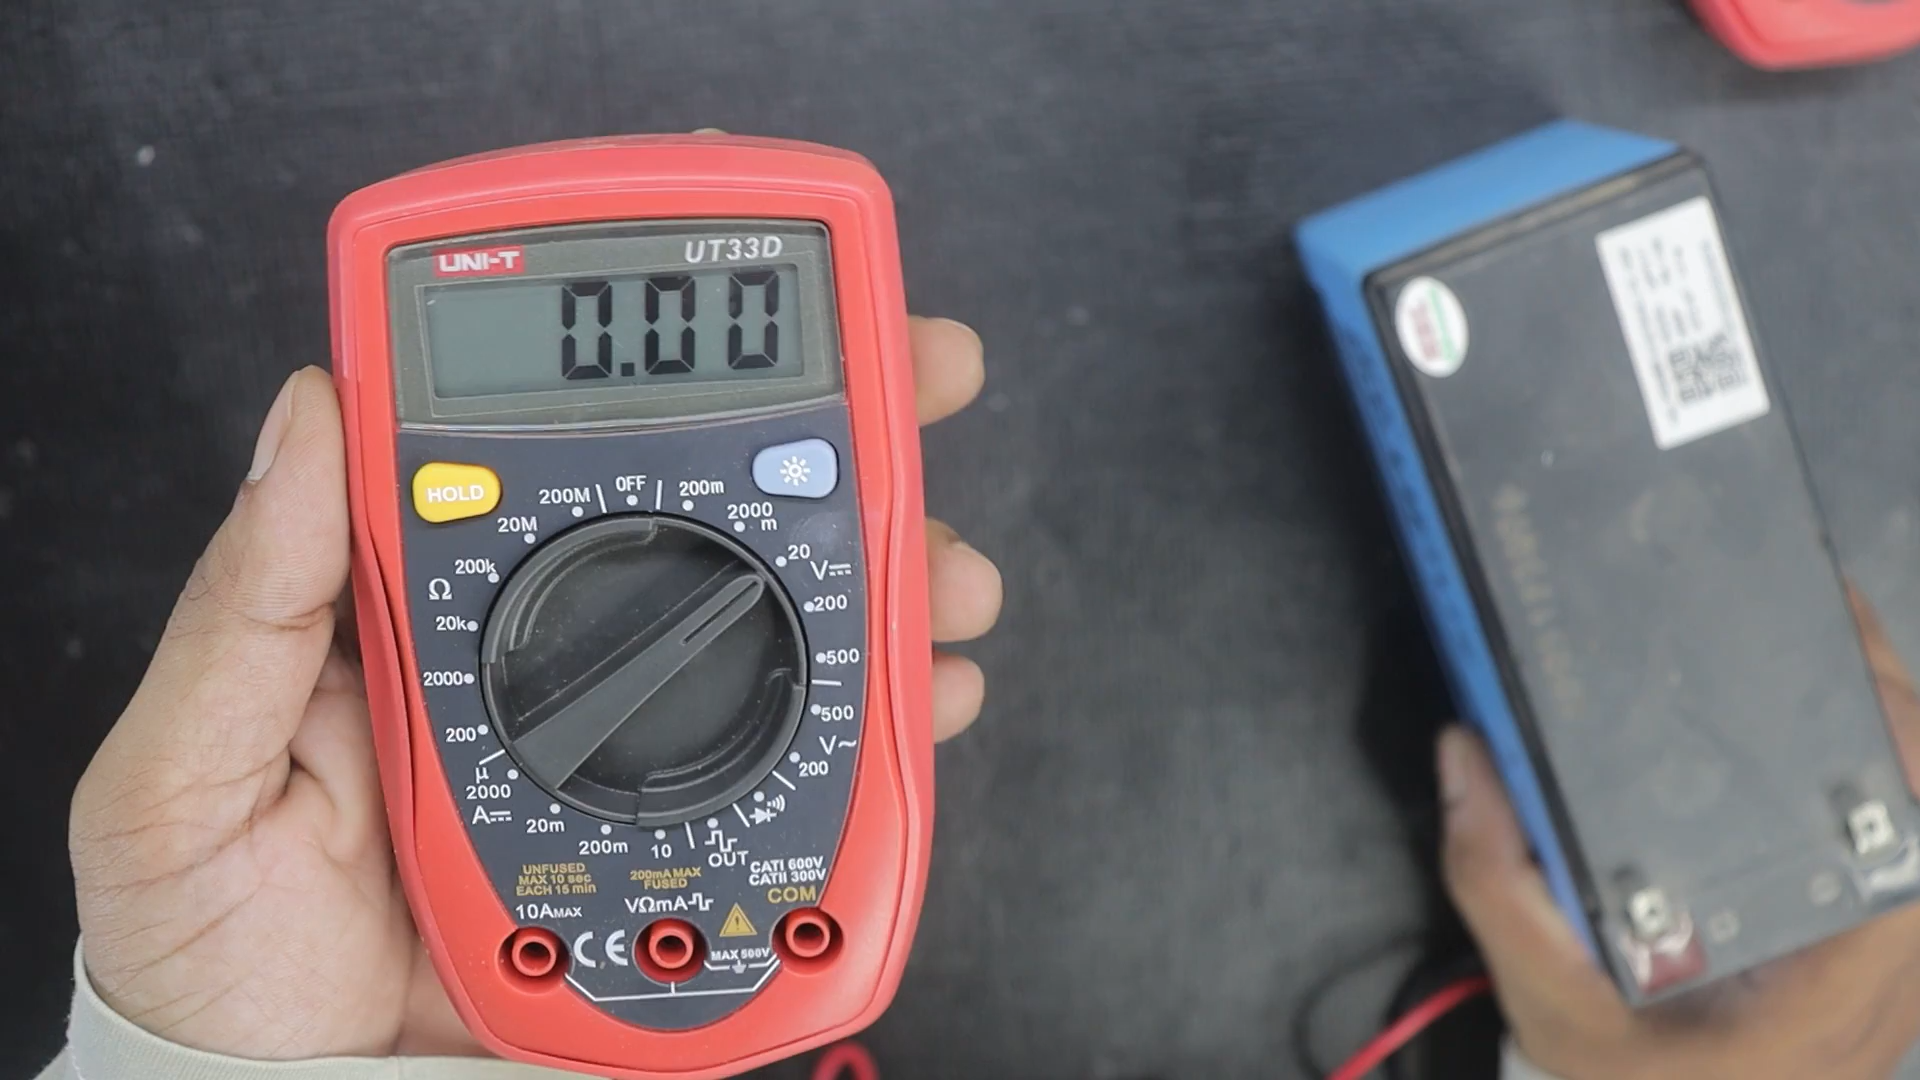 UNI-T
UT33D
0.00
HOLD
OFF
200m
2000
m
20
V⎓
200
500
500
V~
200
OUT
10
200m
20m
A⎓
2000
µ
200
2000
20k
Ω
200k
20M
200M
UNFUSED
MAX 10 sec
EACH 15 min
10AMAX
200mA MAX
FUSED
VΩmA
CATI 600V
CATII 300V
COM
CE
MAX 500V